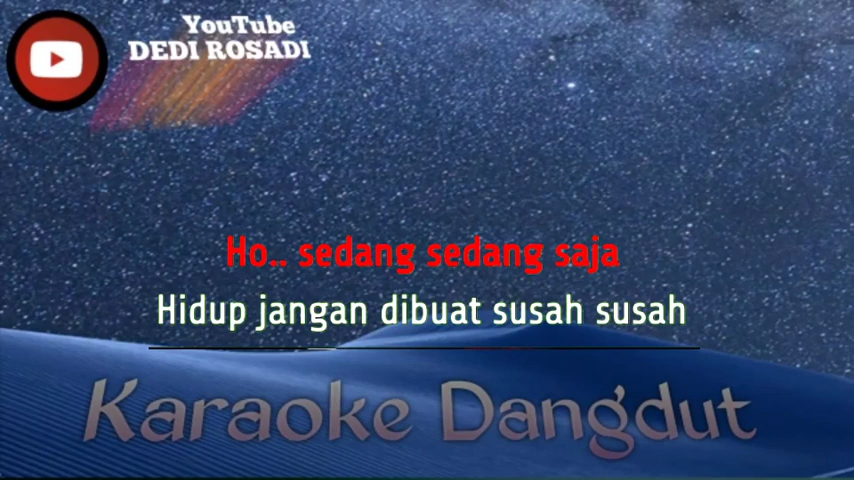 YouTube
DEDI ROSADI
Ho.. sedang sedang saja
Hidup jangan dibuat susah susah
Karaoke Dangdut